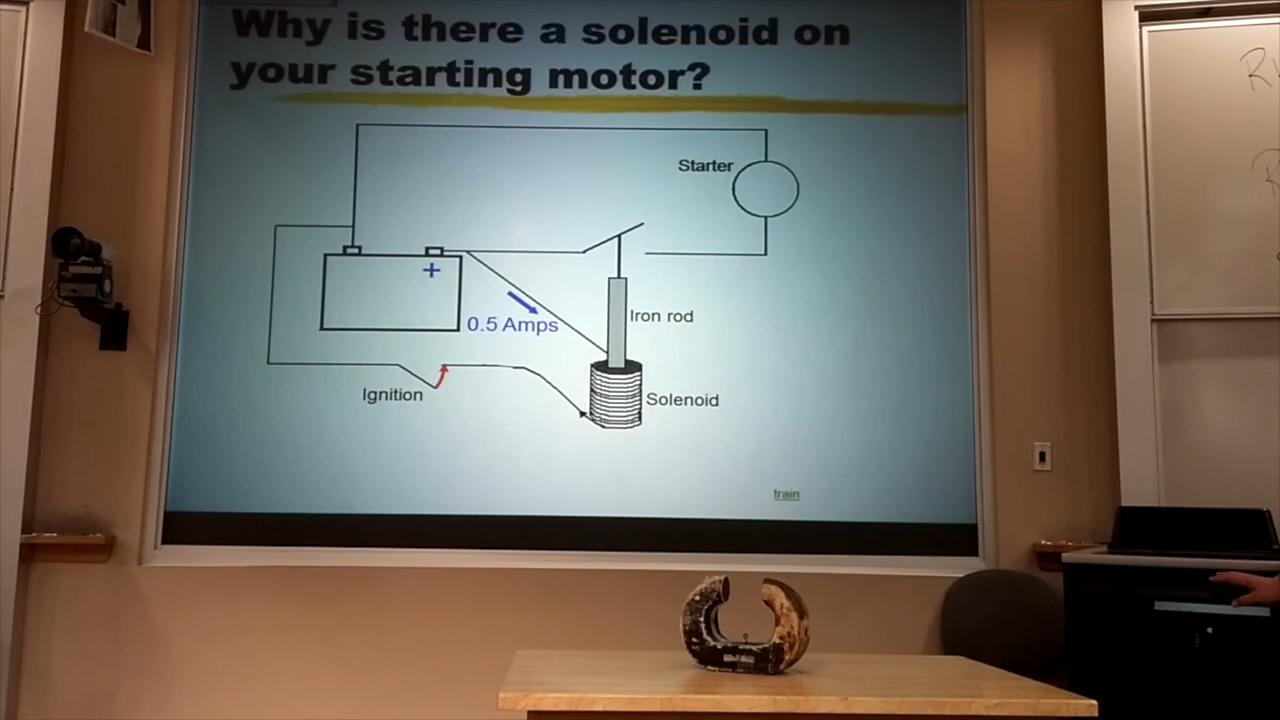 Why is there a solenoid on
your starting motor?
Starter
+
Iron rod
0.5 Amps
Ignition
Solenoid
train